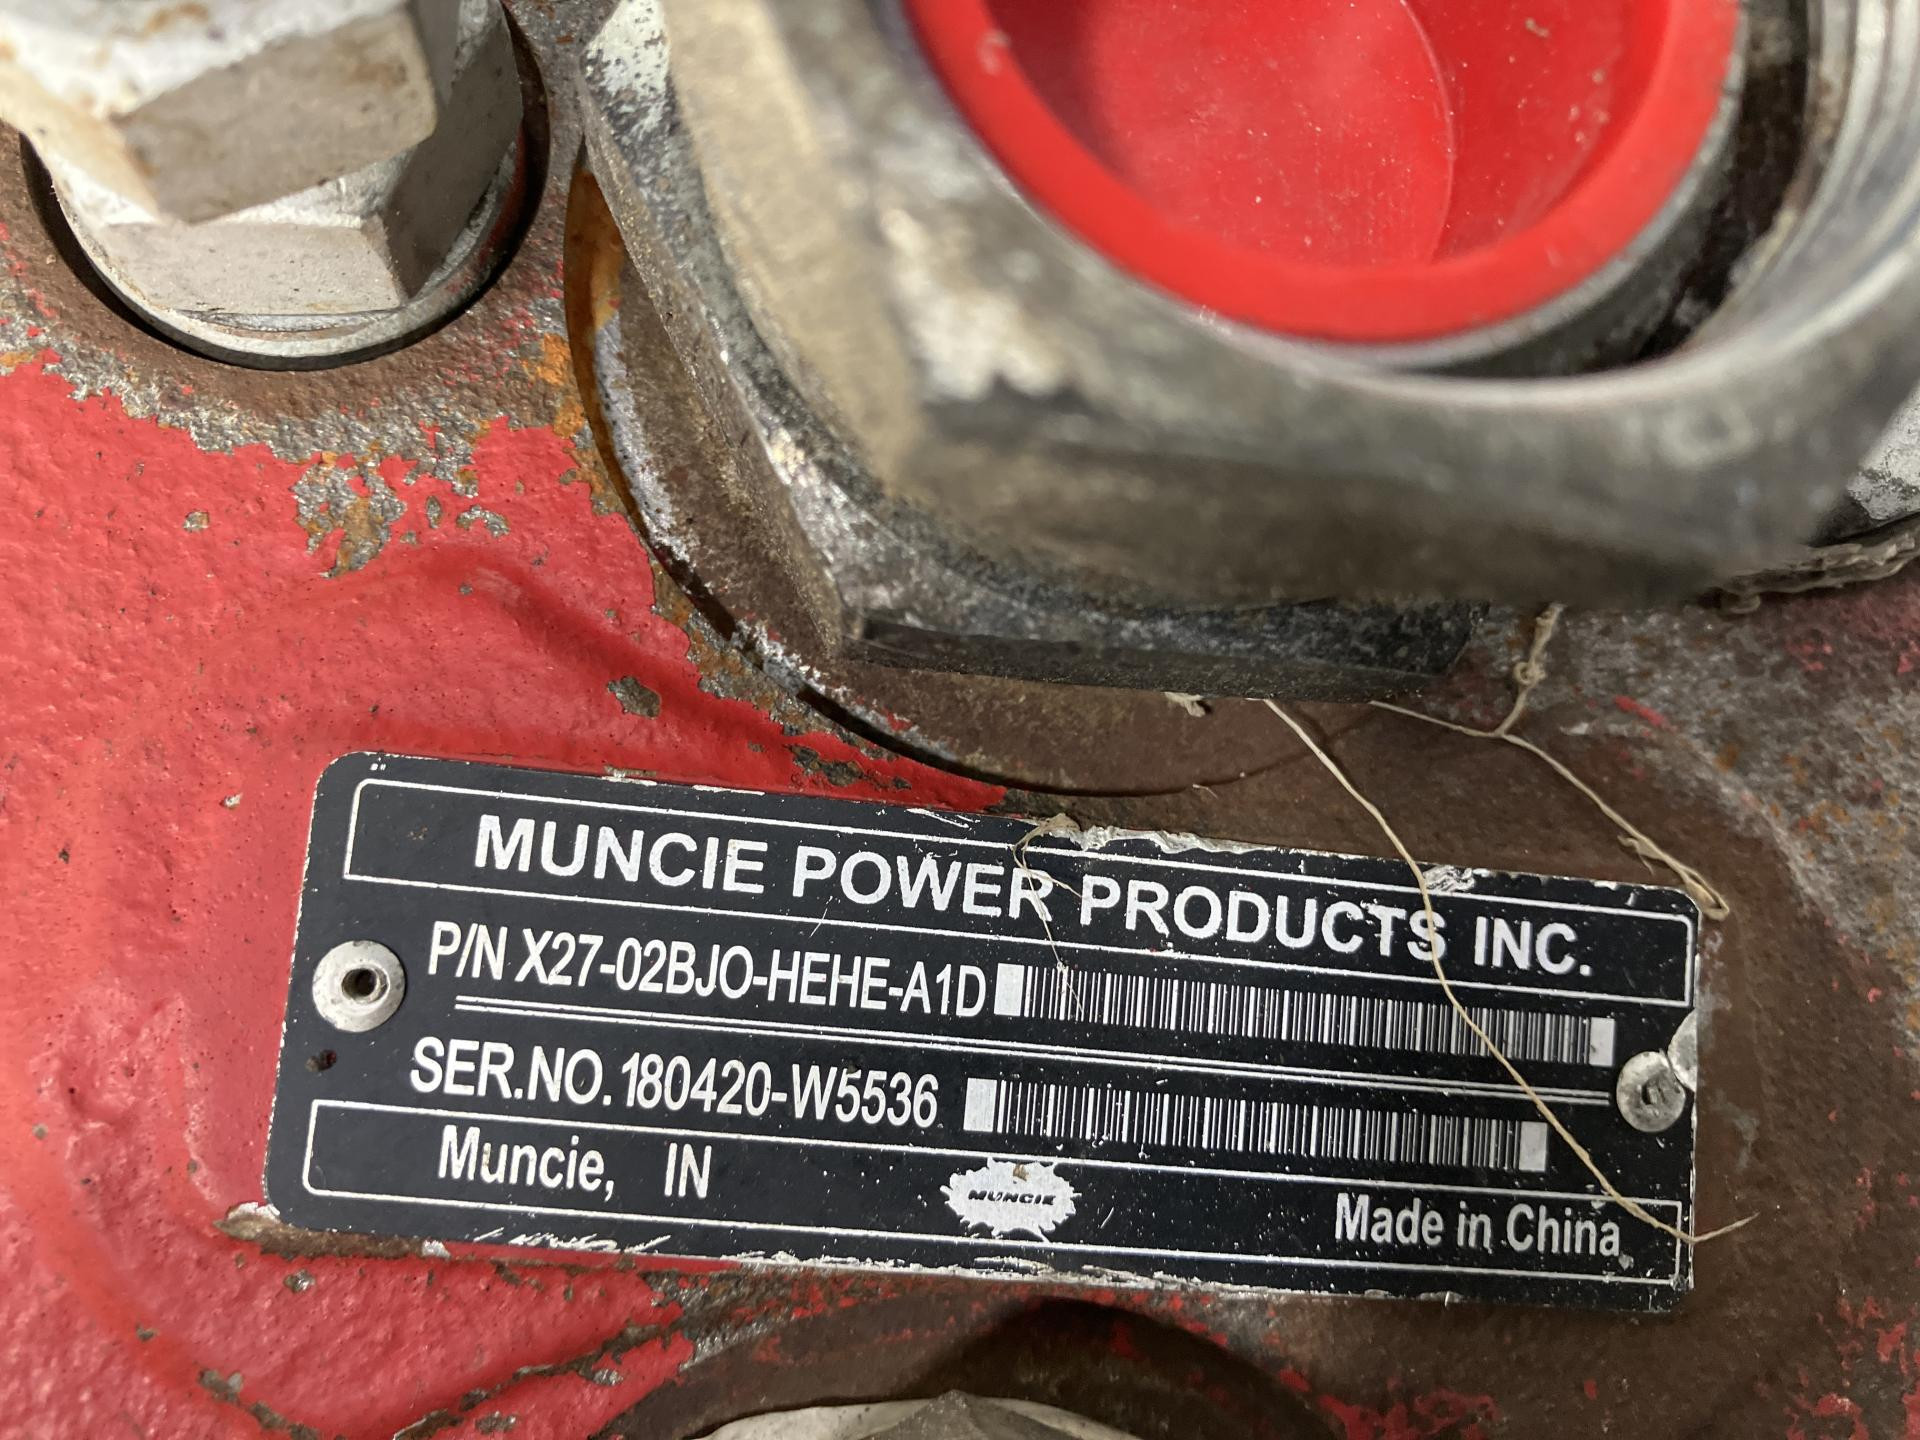 MUNCIE POWER PRODUCTS INC.
P/N X27-02BJO-HEHE-A1D
SER.NO. 180420-W5536
Muncie, IN
MUNCIE
Made in China